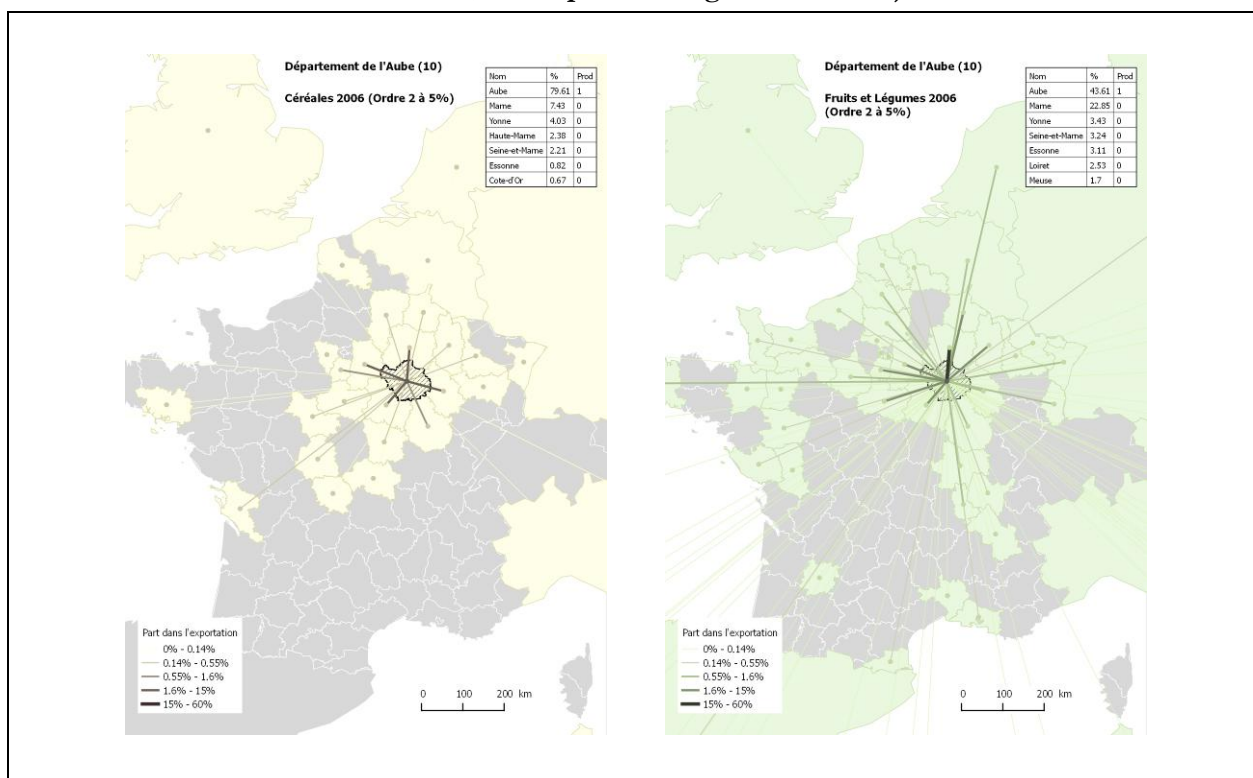 Département de l'Aube (10)
Céréales 2006 (Ordre 2 à 5%)
Nom % Prod
Aube 79.61 1
Marne 7.43 0
Yonne 4.03 0
Haute-Marne 2.38 0
Seine-et-Marne 2.21 0
Essonne 0.82 0
Cote-d'Or 0.67 0
Part dans l'exportation
0% - 0.14%
0.14% - 0.55%
0.55% - 1.6%
1.6% - 15%
15% - 60%
0 100 200 km
Département de l'Aube (10)
Fruits et Légumes 2006
(Ordre 2 à 5%)
Nom % Prod
Aube 43.61 1
Marne 22.85 0
Yonne 3.43 0
Seine-et-Marne 3.24 0
Essonne 3.11 0
Loiret 2.53 0
Meuse 1.7 0
Part dans l'exportation
0% - 0.14%
0.14% - 0.55%
0.55% - 1.6%
1.6% - 15%
15% - 60%
0 100 200 km